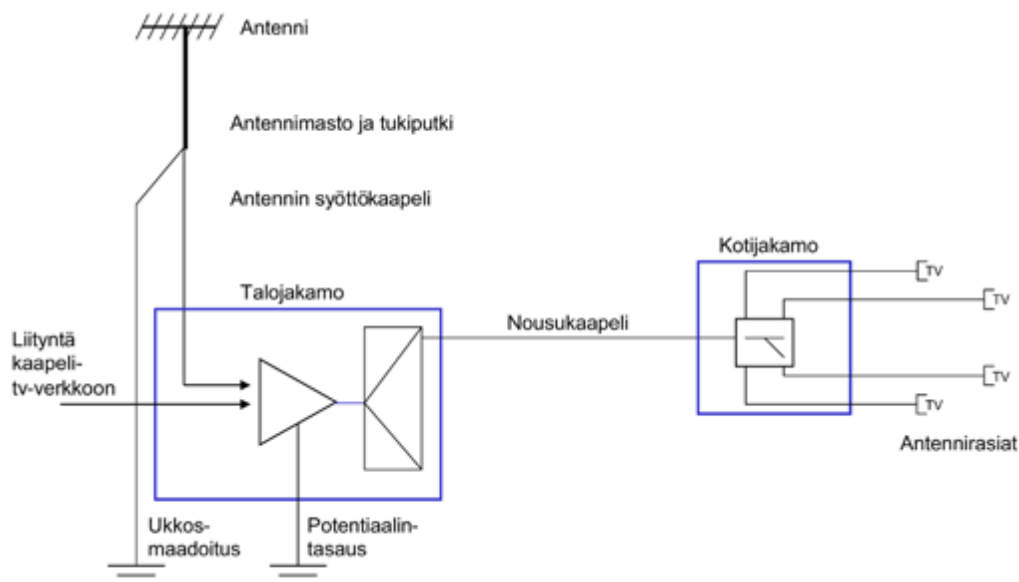 Antenni
Antennimasto ja tukiputki
Antennin syöttökaapeli
Kotijakamo
TV
Talojakamo
TV
Nousukaapeli
Liityntä
kaapeli-
tv-verkkoon
TV
TV
Antennirasiat
Ukkos-
maadoitus
Potentiaalin-
tasaus